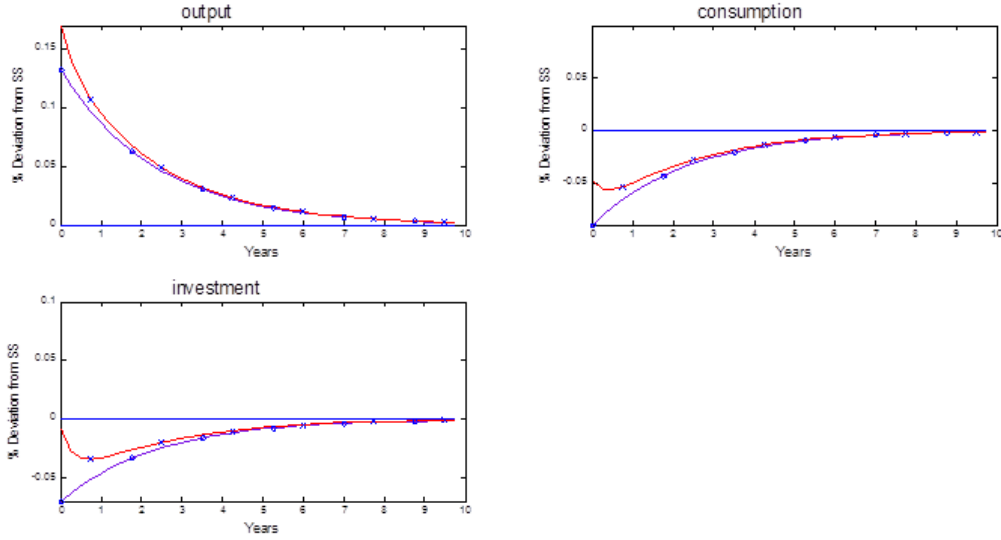 output
% Deviation from SS
0.15
0.1
0.05
0
0 1 2 3 4 5 6 7 8 9 10
Years
consumption
% Deviation from SS
0.05
0
-0.05
0 1 2 3 4 5 6 7 8 9 10
Years
investment
% Deviation from SS
0.1
0.05
0
-0.05
0 1 2 3 4 5 6 7 8 9 10
Years